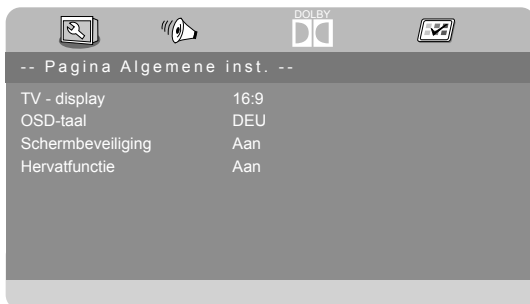 DOLBY
-- Pagina Algemene inst. --
TV - display 16:9
OSD-taal DEU
Schermbeveiliging Aan
Hervatfunctie Aan